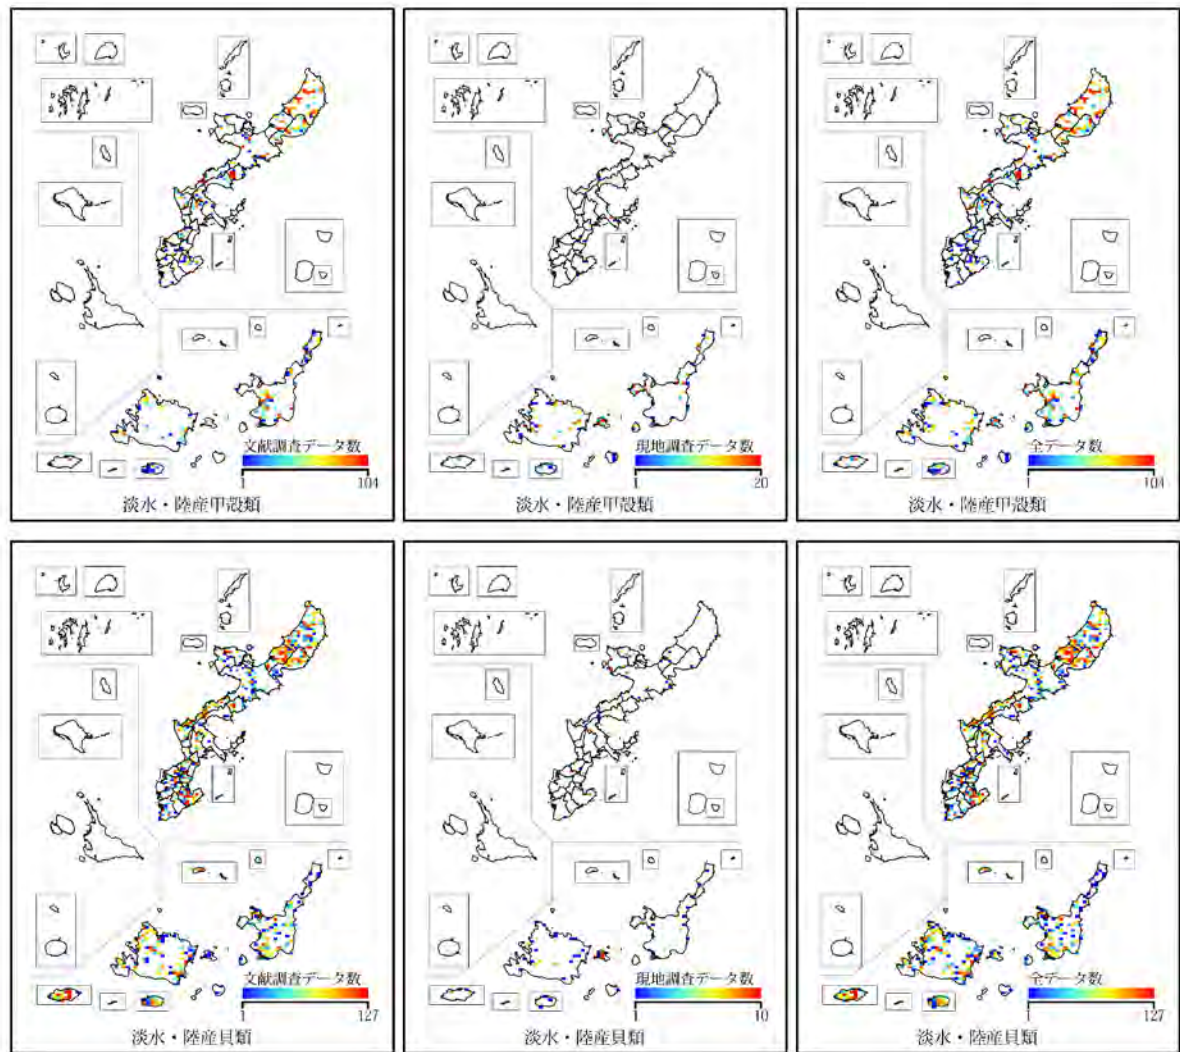 文献調査データ数
1 104
淡水・陸産甲殻類
現地調査データ数
1 20
淡水・陸産甲殻類
全データ数
1 104
淡水・陸産甲殻類
文献調査データ数
1 127
淡水・陸産貝類
現地調査データ数
1 10
淡水・陸産貝類
全データ数
1 127
淡水・陸産貝類